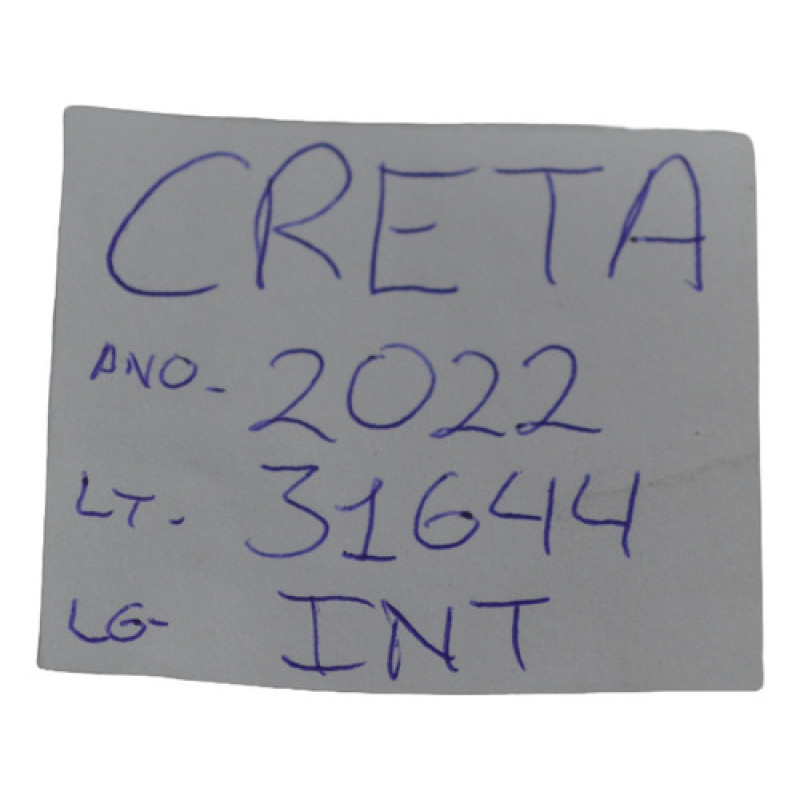 CRETA
ANO- 2022
LT. 31644
LG- INT